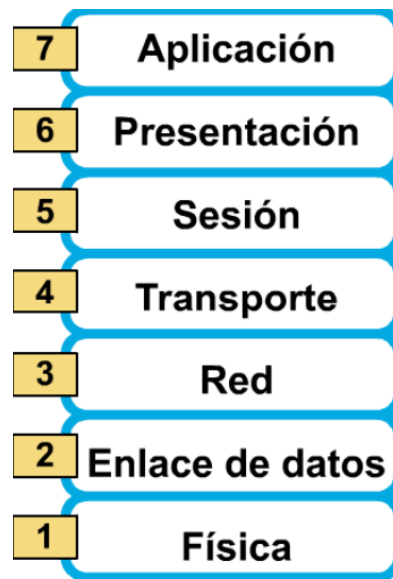 7 Aplicación
6 Presentación
5 Sesión
4 Transporte
3 Red
2 Enlace de datos
1 Física